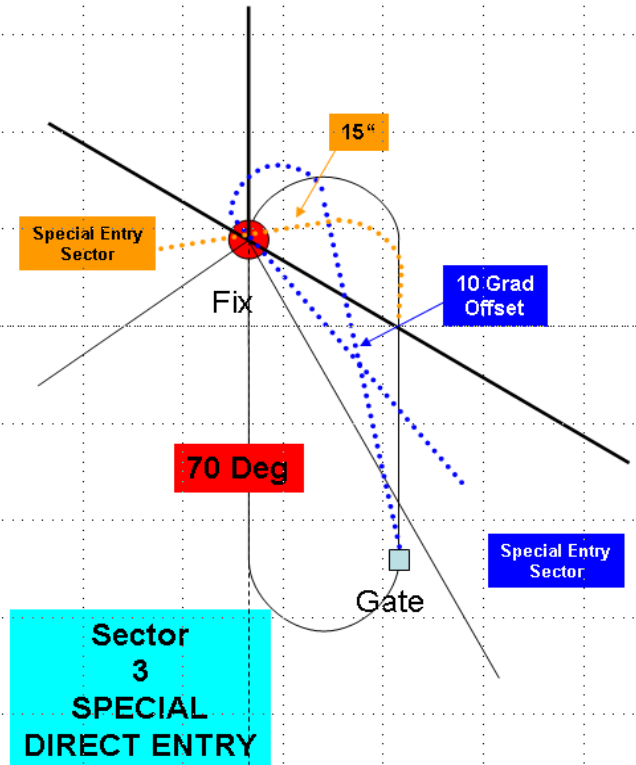 15“
Special Entry
Sector
Fix
10 Grad
Offset
70 Deg
Special Entry
Sector
Gate
Sector
3
SPECIAL
DIRECT ENTRY